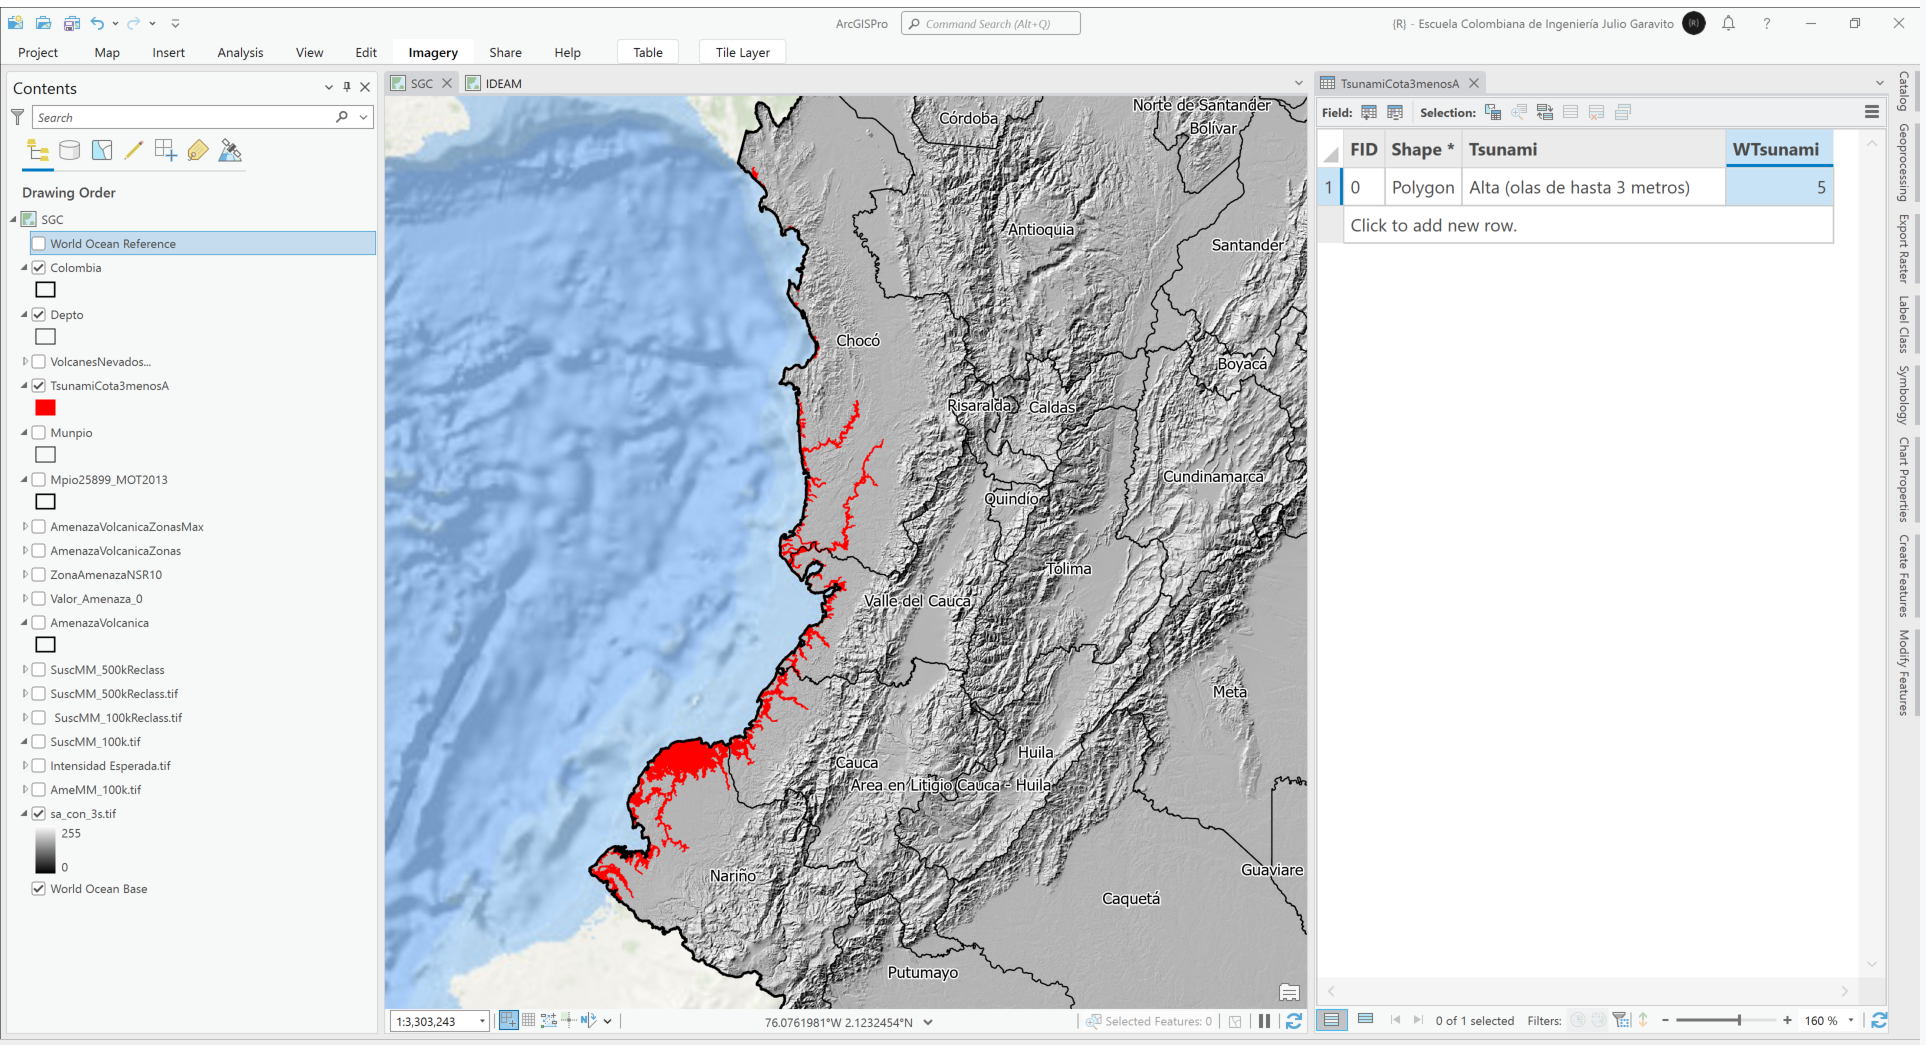 ArcGISPro
Command Search (Alt+Q)
(R) - Escuela Colombiana de Ingeniería Julio Garavito
(R)
?
Project
Map
Insert
Analysis
View
Edit
Imagery
Share
Help
Table
Tile Layer
Contents
Search
Drawing Order
SGC
World Ocean Reference
Colombia
Depto
VolcanesNevados...
TsunamiCota3menosA
Munpio
Mpio25899_MOT2013
AmenazaVolcanicaZonasMax
AmenazaVolcanicaZonas
ZonaAmenazaNSR10
Valor_Amenaza_0
AmenazaVolcanica
SuscMM_500kReclass
SuscMM_500kReclass.tif
SuscMM_100kReclass.tif
SuscMM_100k.tif
Intensidad Esperada.tif
AmeMM_100k.tif
sa_con_3s.tif
255
0
World Ocean Base
SGC
IDEAM
Córdoba
Norte de Santander
Bolívar
Antioquia
Santander
Chocó
Boyacá
Risaralda
Caldas
Cundinamarca
Quindío
Tolima
Valle del Cauca
Meta
Huila
Cauca
Area en Litigio Cauca - Huila
Nariño
Guaviare
Caquetá
Putumayo
1:3,303,243
76.0761981°W 2.1232454°N
Selected Features: 0
TsunamiCota3menosA
Field:
Selection:
FID Shape * Tsunami WTsunami
1 0 Polygon Alta (olas de hasta 3 metros) 5
Click to add new row.
0 of 1 selected
Filters:
- + 160 %
Catalog
Geoprocessing
Export Raster
Label Class
Symbology
Chart Properties
Create Features
Modify Features